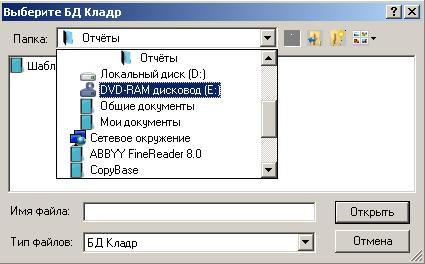 Выберите БД Кладр
Папка: Отчёты
Отчёты
Шабл
Локальный диск (D:)
DVD-RAM дисковод (E:
Общие документы
Мои документы
Сетевое окружение
ABBYY FineReader 8.0
CopyBase
Имя файла: Открыть
Тип файлов: БД Кладр Отмена